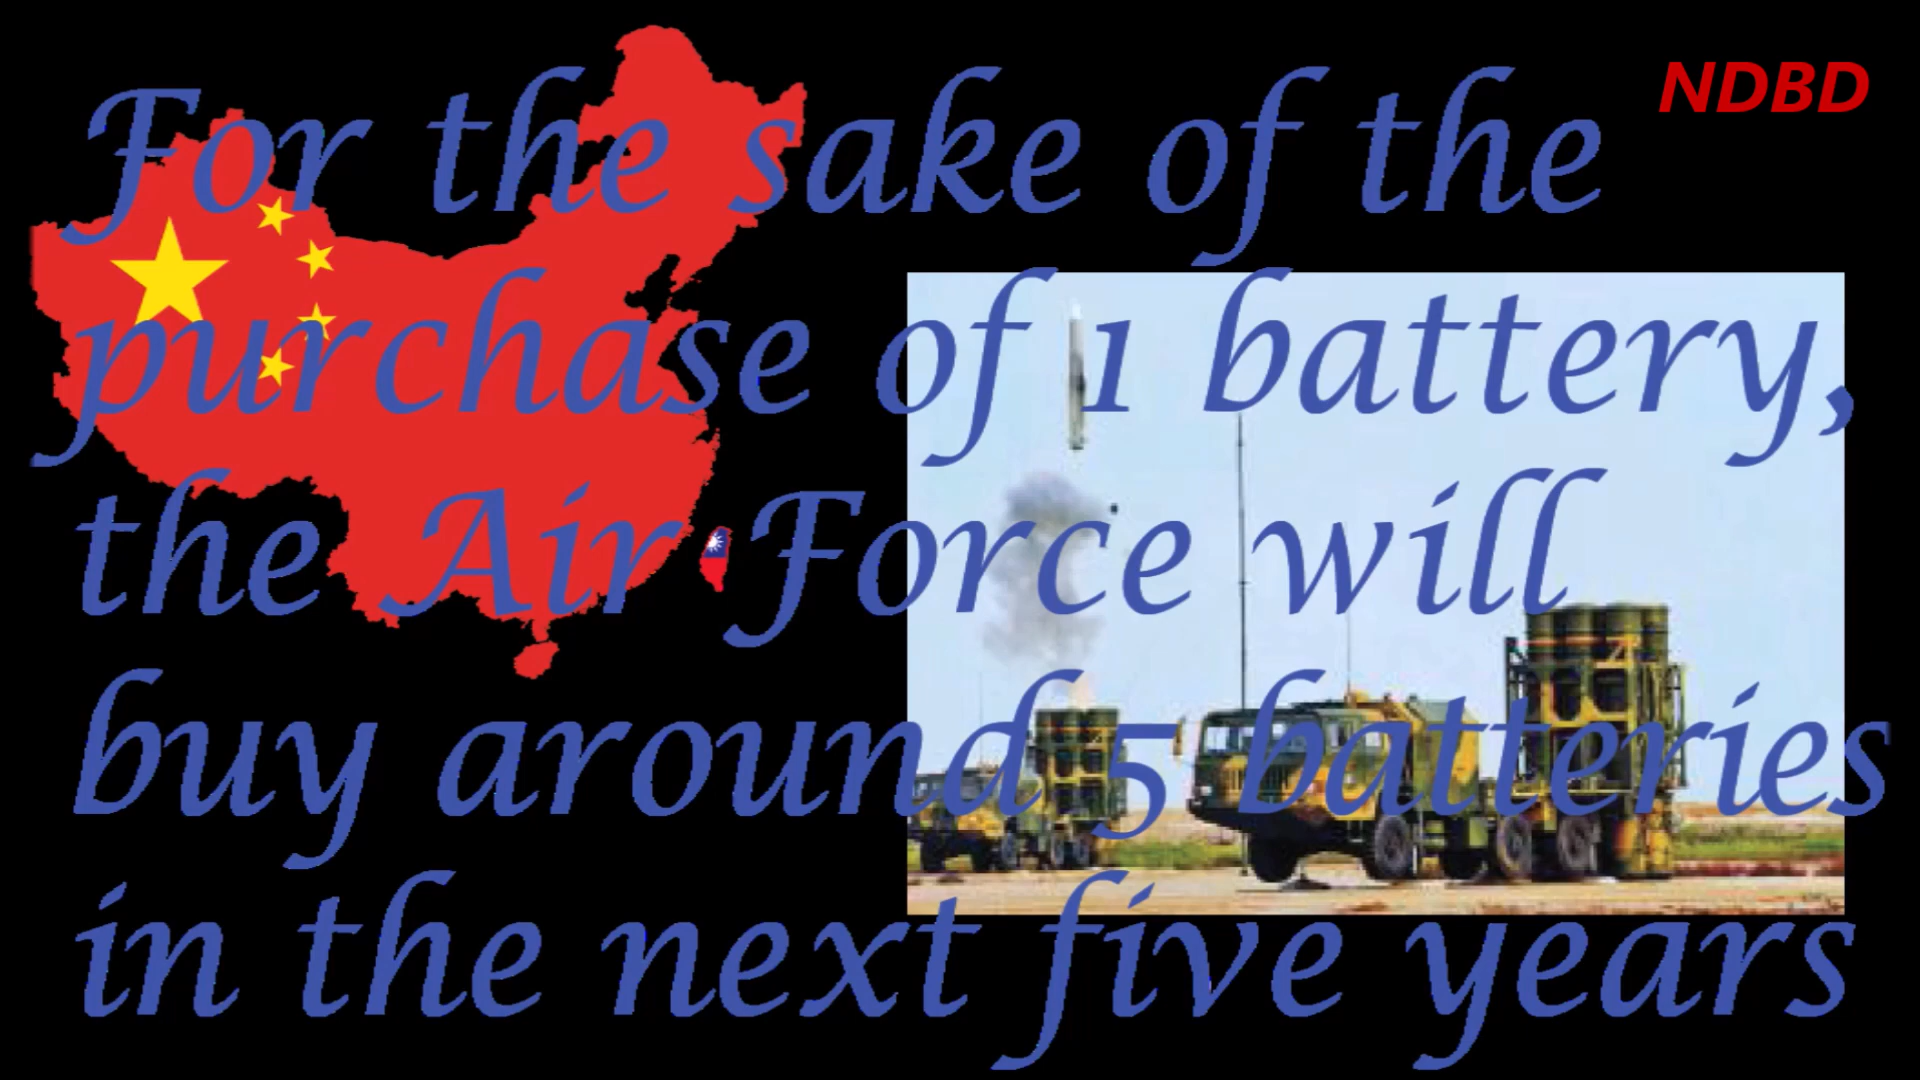 NDBD
For the sake of the
purchase of 1 battery,
the Air Force will
buy around 5 batteries
in the next five years